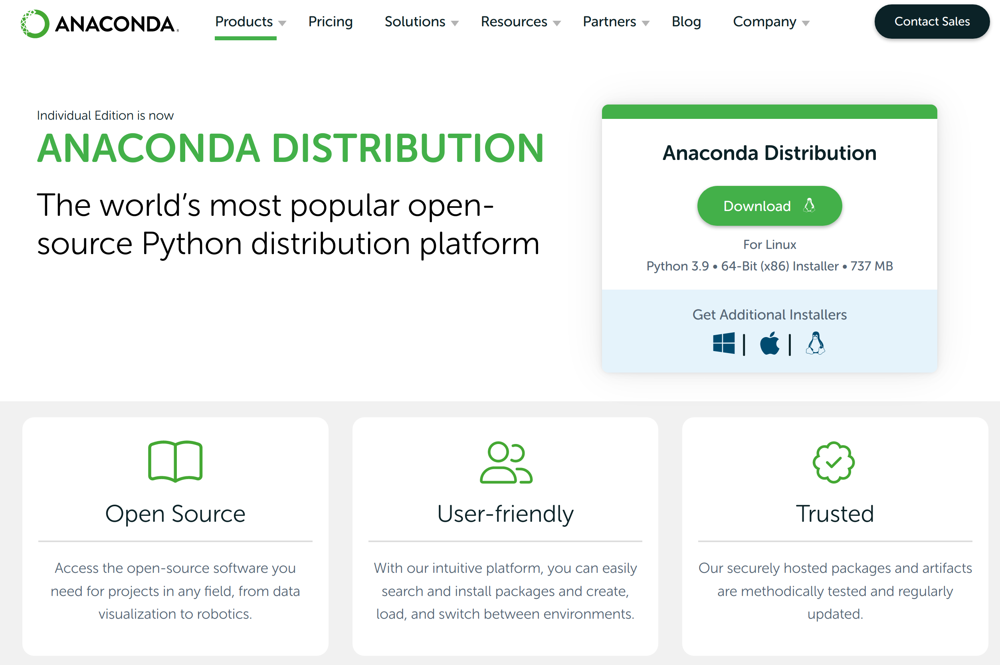 ANACONDA.
Products Pricing Solutions Resources Partners Blog Company Contact Sales
Individual Edition is now
ANACONDA DISTRIBUTION
The world’s most popular open-
source Python distribution platform
Anaconda Distribution
Download
For Linux
Python 3.9 • 64-Bit (x86) Installer • 737 MB
Get Additional Installers
Open Source
Access the open-source software you
need for projects in any field, from data
visualization to robotics.
User-friendly
With our intuitive platform, you can easily
search and install packages and create,
load, and switch between environments.
Trusted
Our securely hosted packages and artifacts
are methodically tested and regularly
updated.